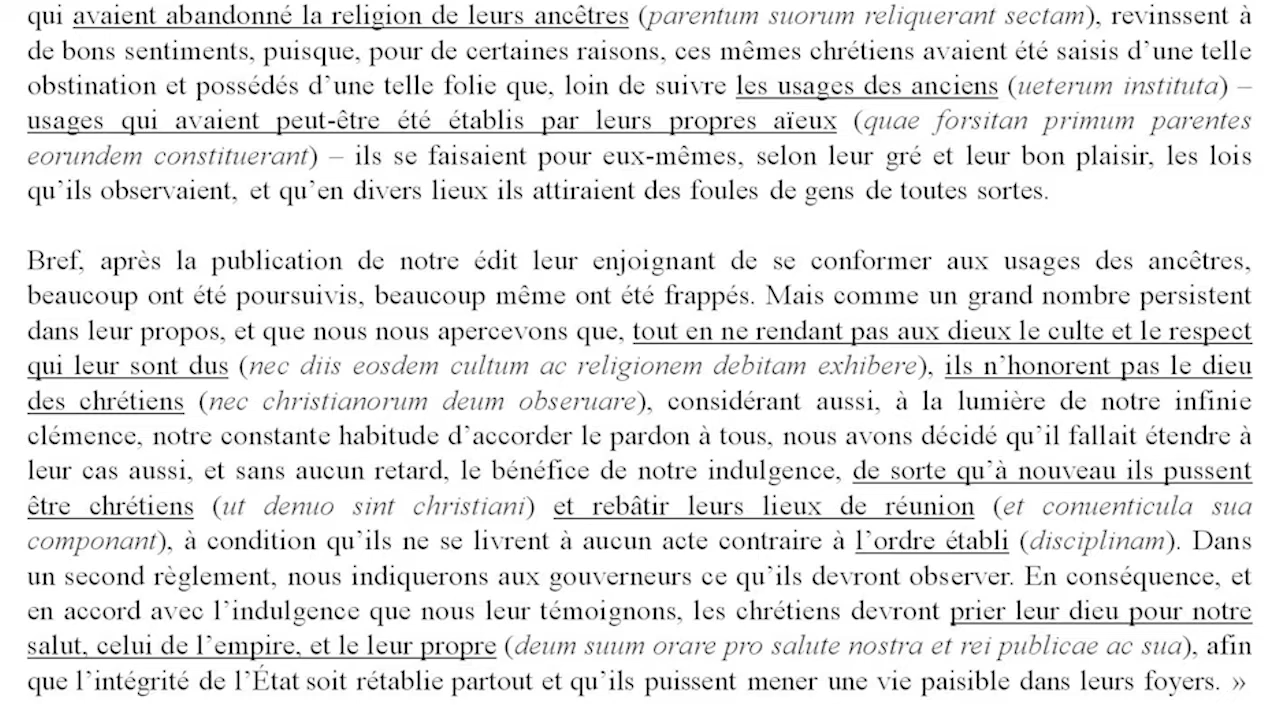 qui avaient abandonné la religion de leurs ancêtres (parentum suorum reliquerant sectam), revinssent à
de bons sentiments, puisque, pour de certaines raisons, ces mêmes chrétiens avaient été saisis d’une telle
obstination et possédés d’une telle folie que, loin de suivre les usages des anciens (ueterum instituta) –
usages qui avaient peut-être été établis par leurs propres aïeux (quae forsitan primum parentes
eorundem constituerant) – ils se faisaient pour eux-mêmes, selon leur gré et leur bon plaisir, les lois
qu’ils observaient, et qu’en divers lieux ils attiraient des foules de gens de toutes sortes.
Bref, après la publication de notre édit leur enjoignant de se conformer aux usages des ancêtres,
beaucoup ont été poursuivis, beaucoup même ont été frappés. Mais comme un grand nombre persistent
dans leur propos, et que nous nous apercevons que, tout en ne rendant pas aux dieux le culte et le respect
qui leur sont dus (nec diis eosdem cultum ac religionem debitam exhibere), ils n’honorent pas le dieu
des chrétiens (nec christianorum deum obseruare), considérant aussi, à la lumière de notre infinie
clémence, notre constante habitude d’accorder le pardon à tous, nous avons décidé qu’il fallait étendre à
leur cas aussi, et sans aucun retard, le bénéfice de notre indulgence, de sorte qu’à nouveau ils pussent
être chrétiens (ut denuo sint christiani) et rebâtir leurs lieux de réunion (et conuenticula sua
componant), à condition qu’ils ne se livrent à aucun acte contraire à l’ordre établi (disciplinam). Dans
un second règlement, nous indiquerons aux gouverneurs ce qu’ils devront observer. En conséquence, et
en accord avec l’indulgence que nous leur témoignons, les chrétiens devront prier leur dieu pour notre
salut, celui de l’empire, et le leur propre (deum suum orare pro salute nostra et rei publicae ac sua), afin
que l’intégrité de l’État soit rétablie partout et qu’ils puissent mener une vie paisible dans leurs foyers. »